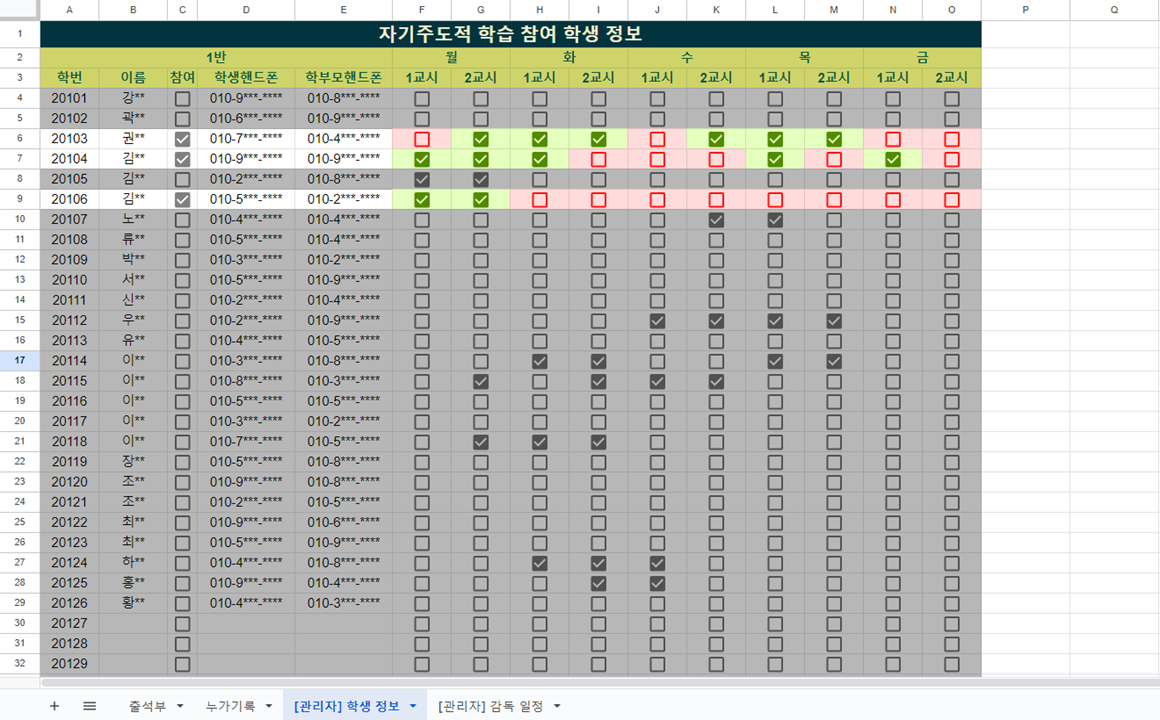 A B C D E F G H I J K L M N O P Q
1 자기주도적 학습 참여 학생 정보
2 1반 월 화 수 목 금
3 학번 이름 참여 학생핸드폰 학부모핸드폰 1교시 2교시 1교시 2교시 1교시 2교시 1교시 2교시 1교시 2교시
4 20101 강** 010-9***-**** 010-8***-****
5 20102 곽** 010-6***-**** 010-9***-****
6 20103 권** 010-7***-**** 010-4***-****
7 20104 김** 010-9***-**** 010-9***-****
8 20105 김** 010-2***-**** 010-8***-****
9 20106 김** 010-5***-**** 010-2***-****
10 20107 노** 010-4***-**** 010-4***-****
11 20108 류** 010-5***-**** 010-4***-****
12 20109 박** 010-3***-**** 010-2***-****
13 20110 서** 010-5***-**** 010-9***-****
14 20111 신** 010-2***-**** 010-4***-****
15 20112 우** 010-2***-**** 010-9***-****
16 20113 유** 010-4***-**** 010-5***-****
17 20114 이** 010-3***-**** 010-8***-****
18 20115 이** 010-8***-**** 010-3***-****
19 20116 이** 010-5***-**** 010-5***-****
20 20117 이** 010-3***-**** 010-2***-****
21 20118 이** 010-7***-**** 010-5***-****
22 20119 장** 010-5***-**** 010-8***-****
23 20120 조** 010-9***-**** 010-8***-****
24 20121 조** 010-2***-**** 010-5***-****
25 20122 최** 010-9***-**** 010-6***-****
26 20123 최** 010-5***-**** 010-9***-****
27 20124 하** 010-4***-**** 010-8***-****
28 20125 홍** 010-9***-**** 010-4***-****
29 20126 황** 010-4***-**** 010-3***-****
30 20127
31 20128
32 20129
출석부 누가기록 [관리자] 학생 정보 [관리자] 감독 일정